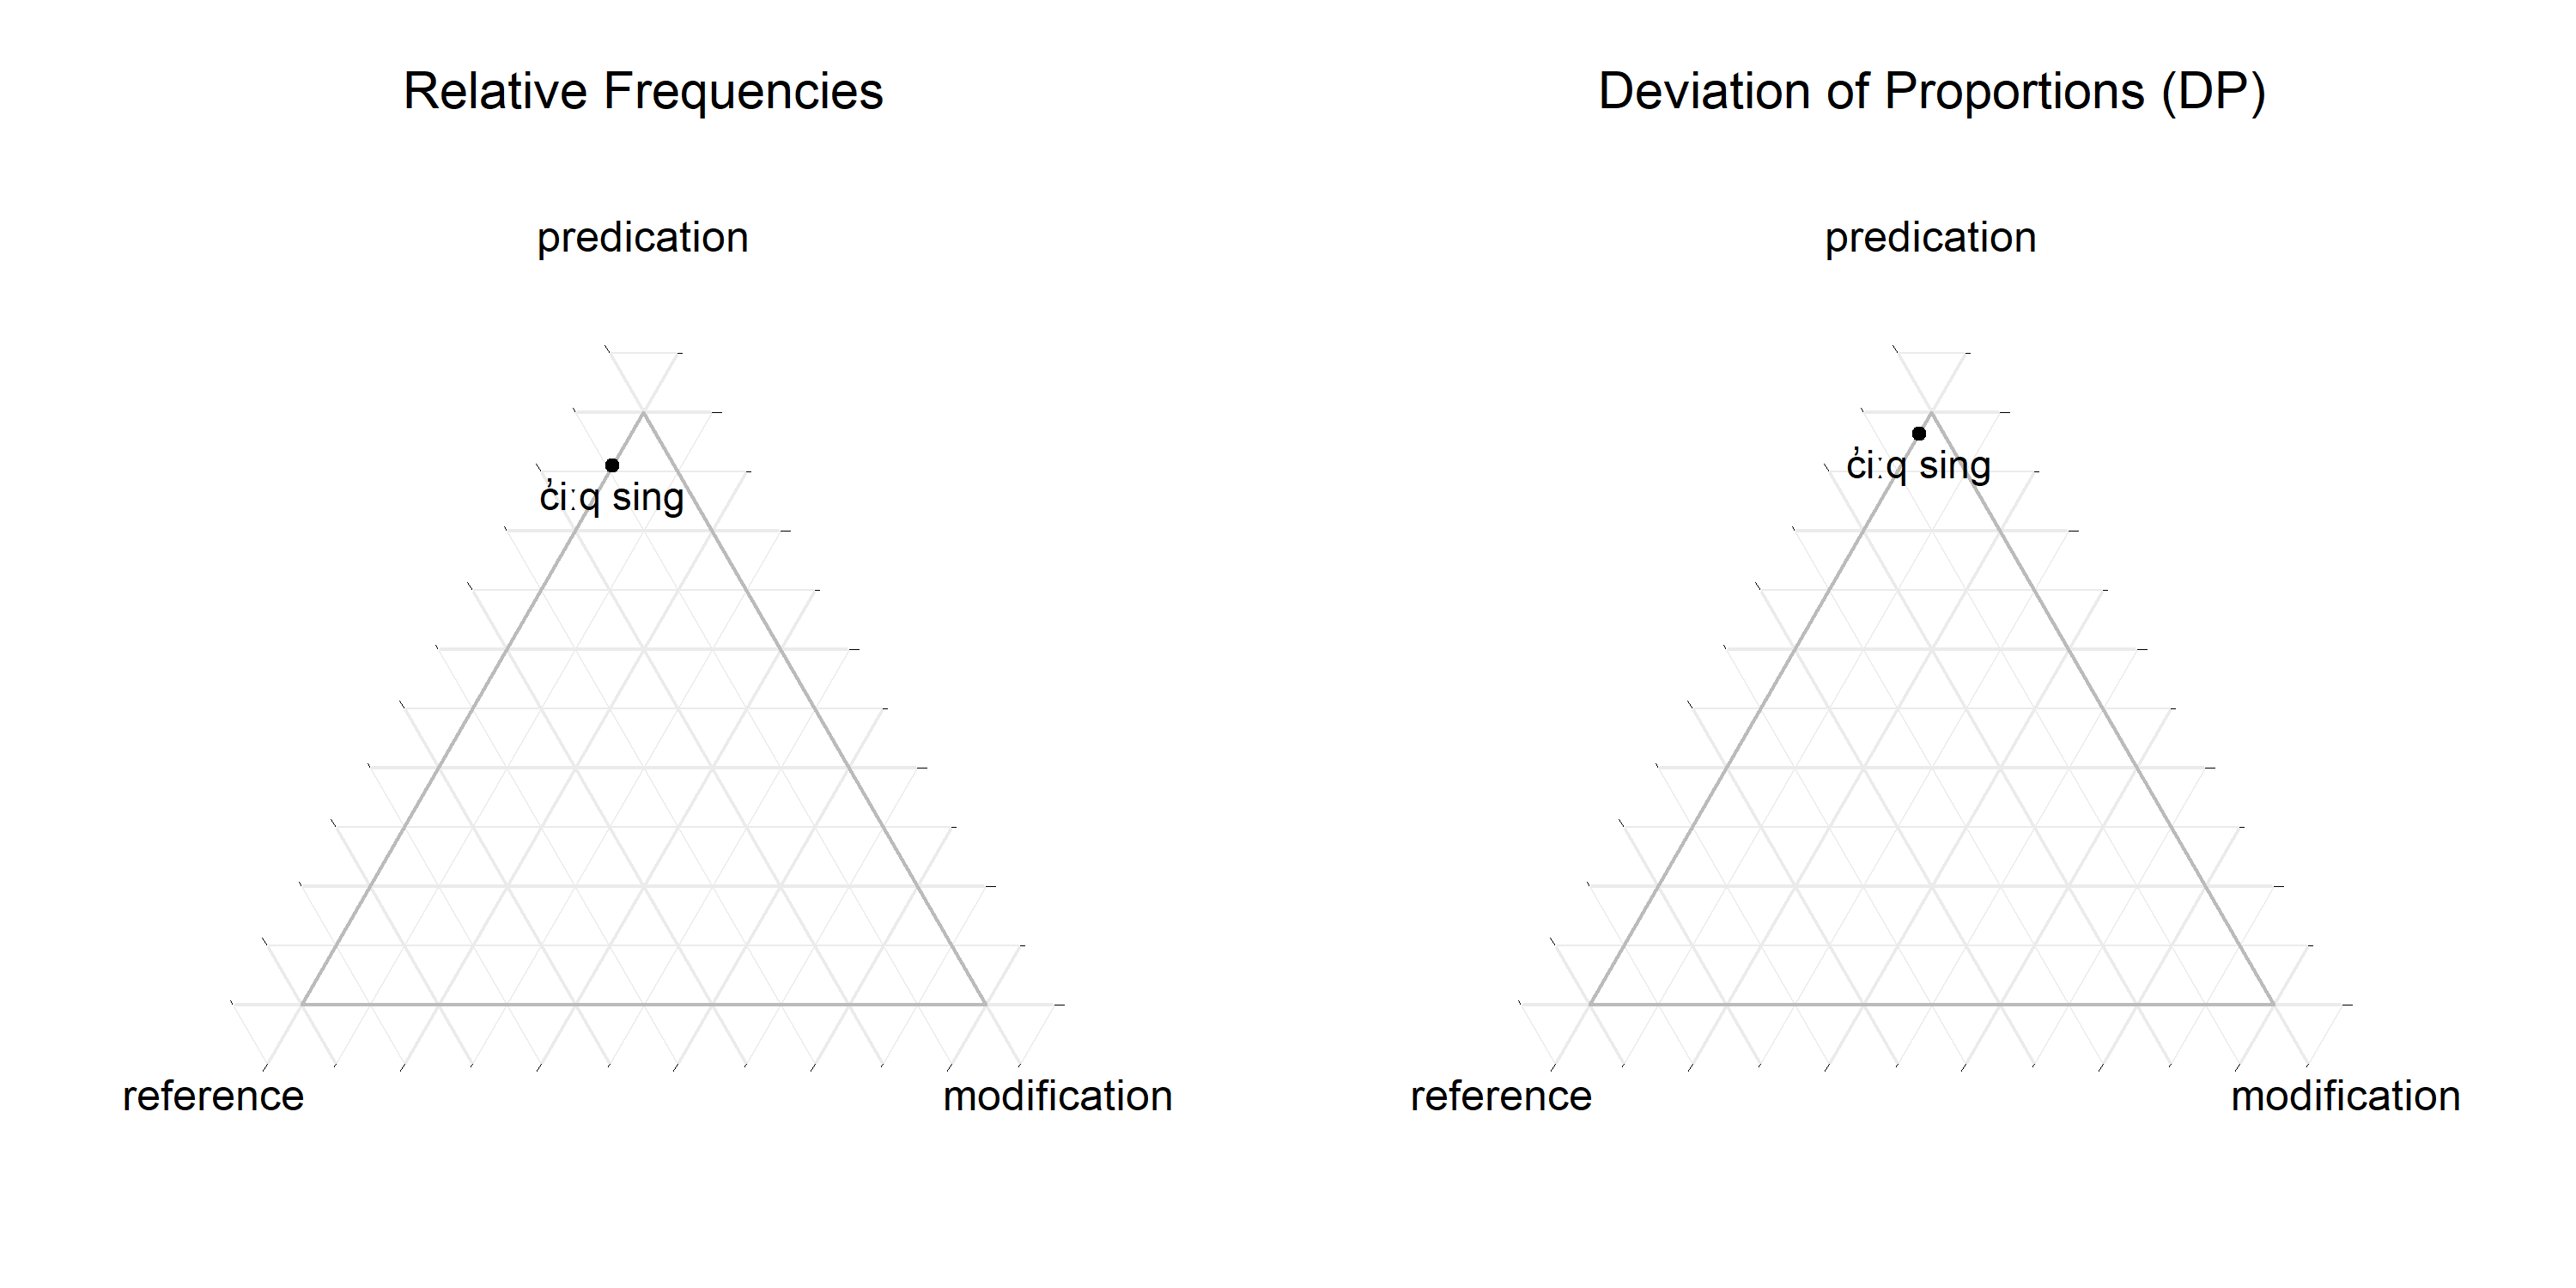 Relative Frequencies
predication
c̓iːq sing
reference
modification
Deviation of Proportions (DP)
predication
c̓iːq sing
reference
modification